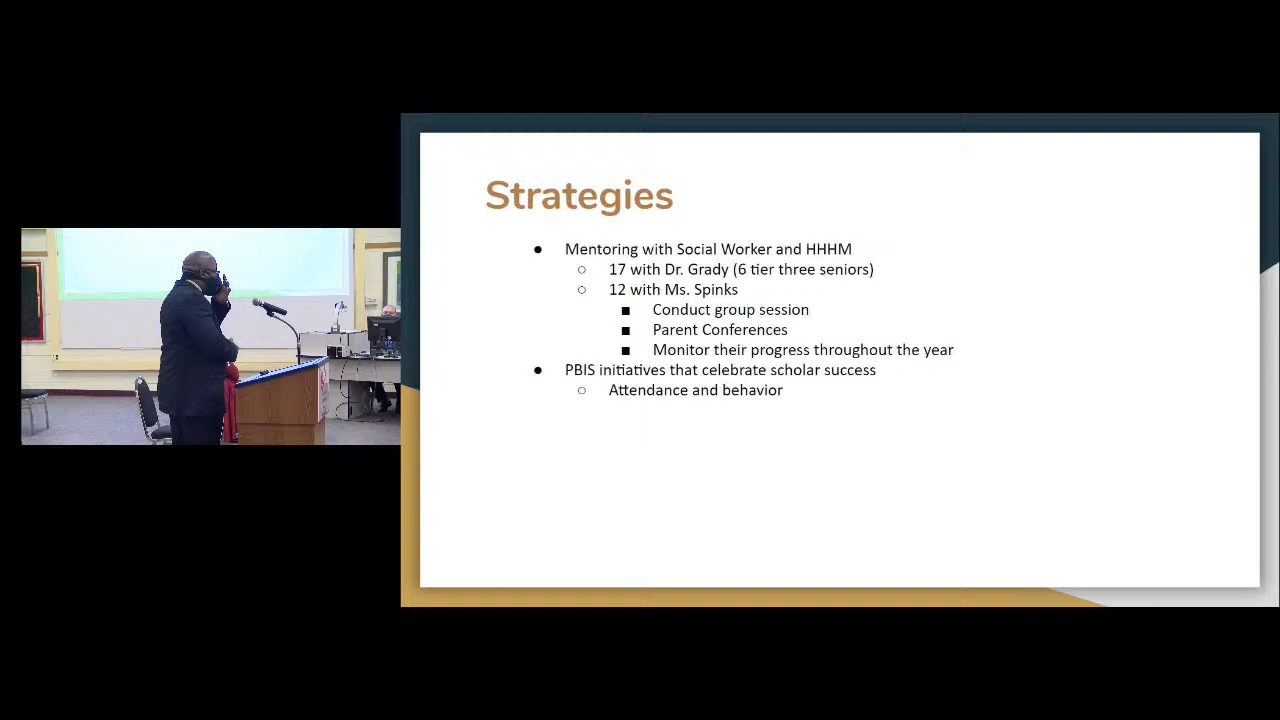 Strategies
● Mentoring with Social Worker and HHHM
○ 17 with Dr. Grady (6 tier three seniors)
○ 12 with Ms. Spinks
■ Conduct group session
■ Parent Conferences
■ Monitor their progress throughout the year
● PBIS initiatives that celebrate scholar success
○ Attendance and behavior